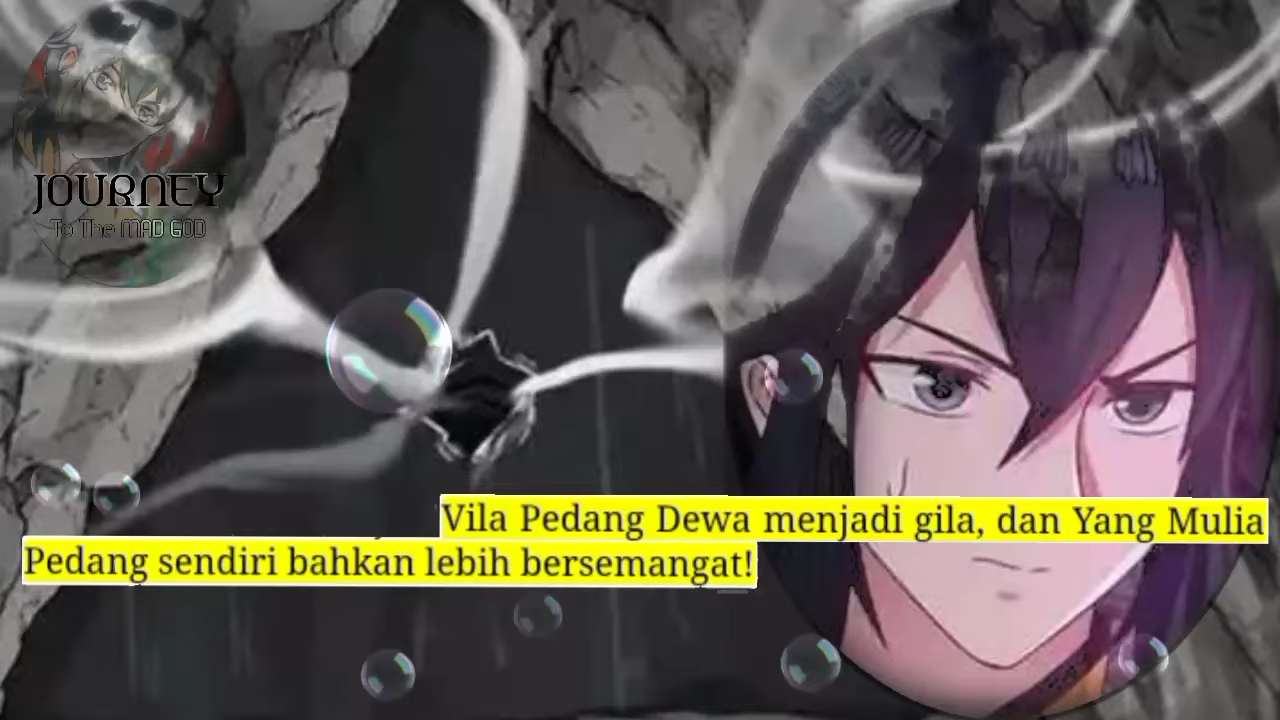 JOURNEY
To The MAD GOD
Vila Pedang Dewa menjadi gila, dan Yang Mulia
Pedang sendiri bahkan lebih bersemangat!